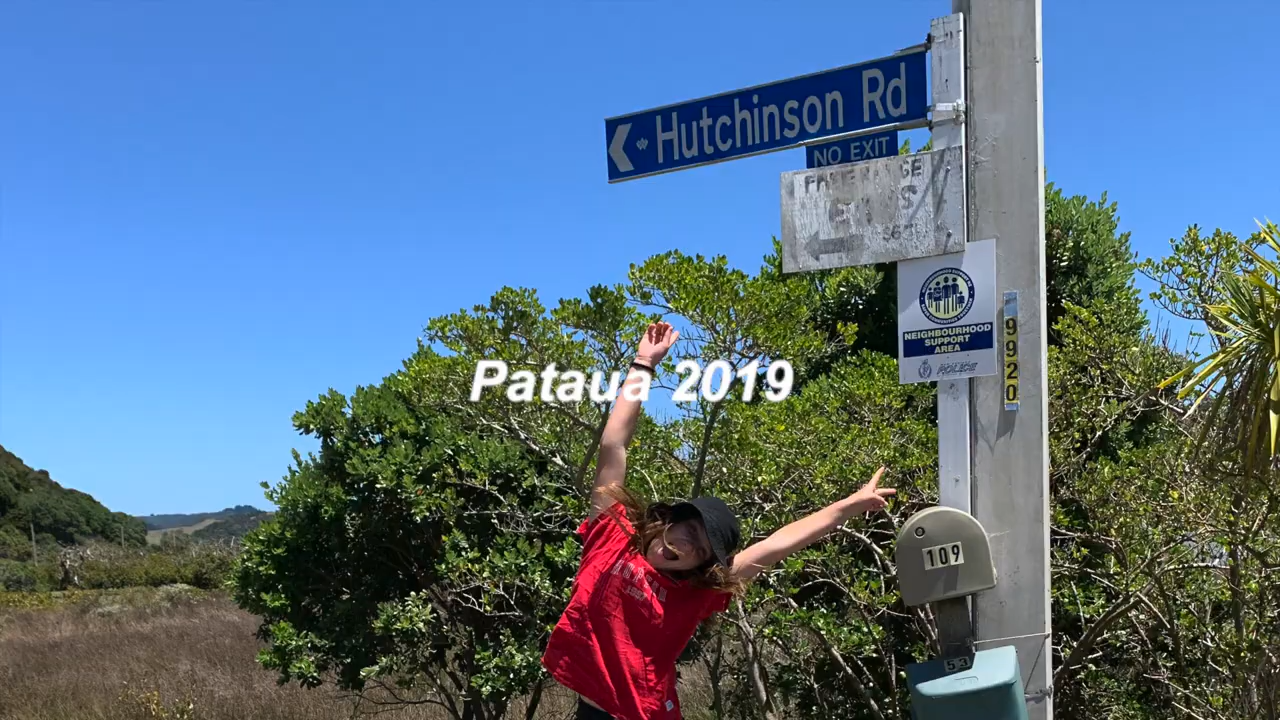 Hutchinson Rd
NO EXIT
NEIGHBOURHOOD
SUPPORT
AREA
POLICE
9920
Pataua 2019
109
53